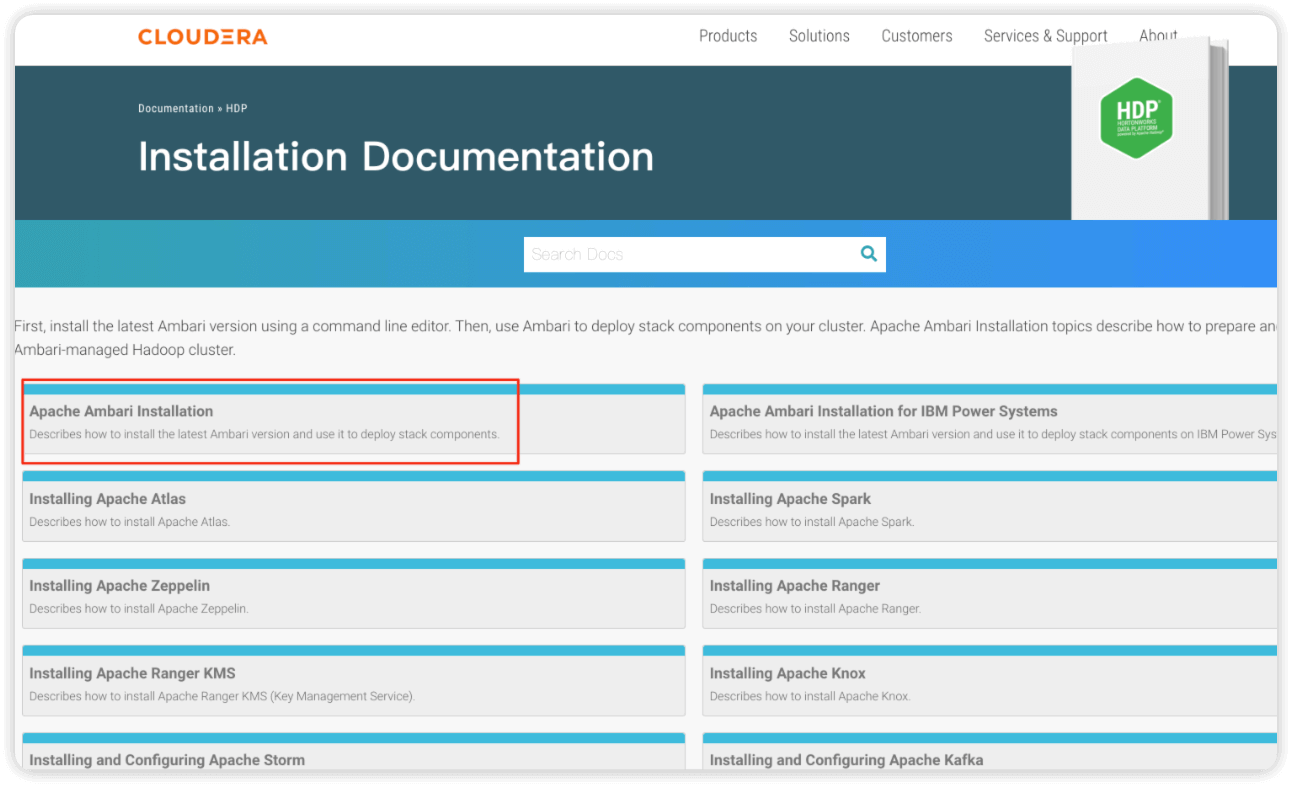 CLOUDERA
Products Solutions Customers Services & Support About
Documentation » HDP
Installation Documentation
HDP
HORTONWORKS
DATA PLATFORM
Search Docs
First, install the latest Ambari version using a command line editor. Then, use Ambari to deploy stack components on your cluster. Apache Ambari Installation topics describe how to prepare an
Ambari-managed Hadoop cluster.
Apache Ambari Installation
Describes how to install the latest Ambari version and use it to deploy stack components.
Apache Ambari Installation for IBM Power Systems
Describes how to install the latest Ambari version and use it to deploy stack components on IBM Power Sys
Installing Apache Atlas
Describes how to install Apache Atlas.
Installing Apache Spark
Describes how to install Apache Spark.
Installing Apache Zeppelin
Describes how to install Apache Zeppelin.
Installing Apache Ranger
Describes how to install Apache Ranger.
Installing Apache Ranger KMS
Describes how to install Apache Ranger KMS (Key Management Service).
Installing Apache Knox
Describes how to install Apache Knox.
Installing and Configuring Apache Storm
Installing and Configuring Apache Kafka